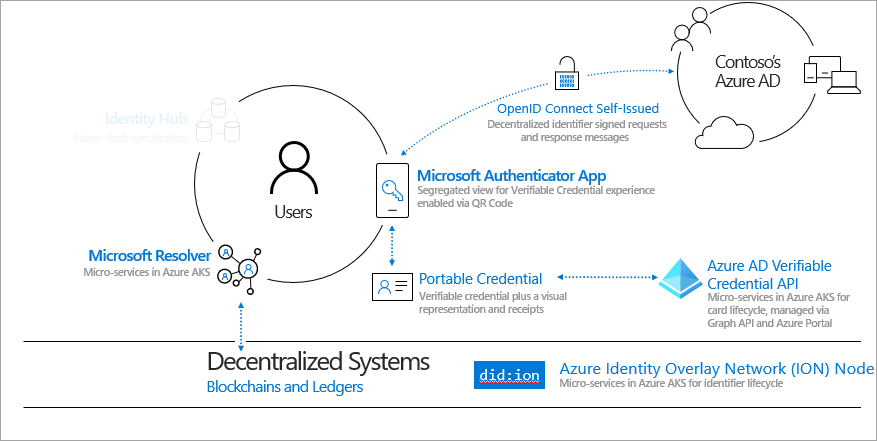 Contoso's
Azure AD
OpenID Connect Self-Issued
Decentralized identifier signed requests
and response messages
Identity Hub
Stage: draft specification
Users
Microsoft Authenticator App
Segregated view for Verifiable Credential experience
enabled via QR Code
Microsoft Resolver
Micro-services in Azure AKS
Portable Credential
Verifiable credential plus a visual
representation and receipts
Azure AD Verifiable
Credential API
Micro-services in Azure AKS for
card lifecycle, managed via
Graph API and Azure Portal
Decentralized Systems
Blockchains and Ledgers
did:ion
Azure Identity Overlay Network (ION) Node
Micro-services in Azure AKS for identifier lifecycle